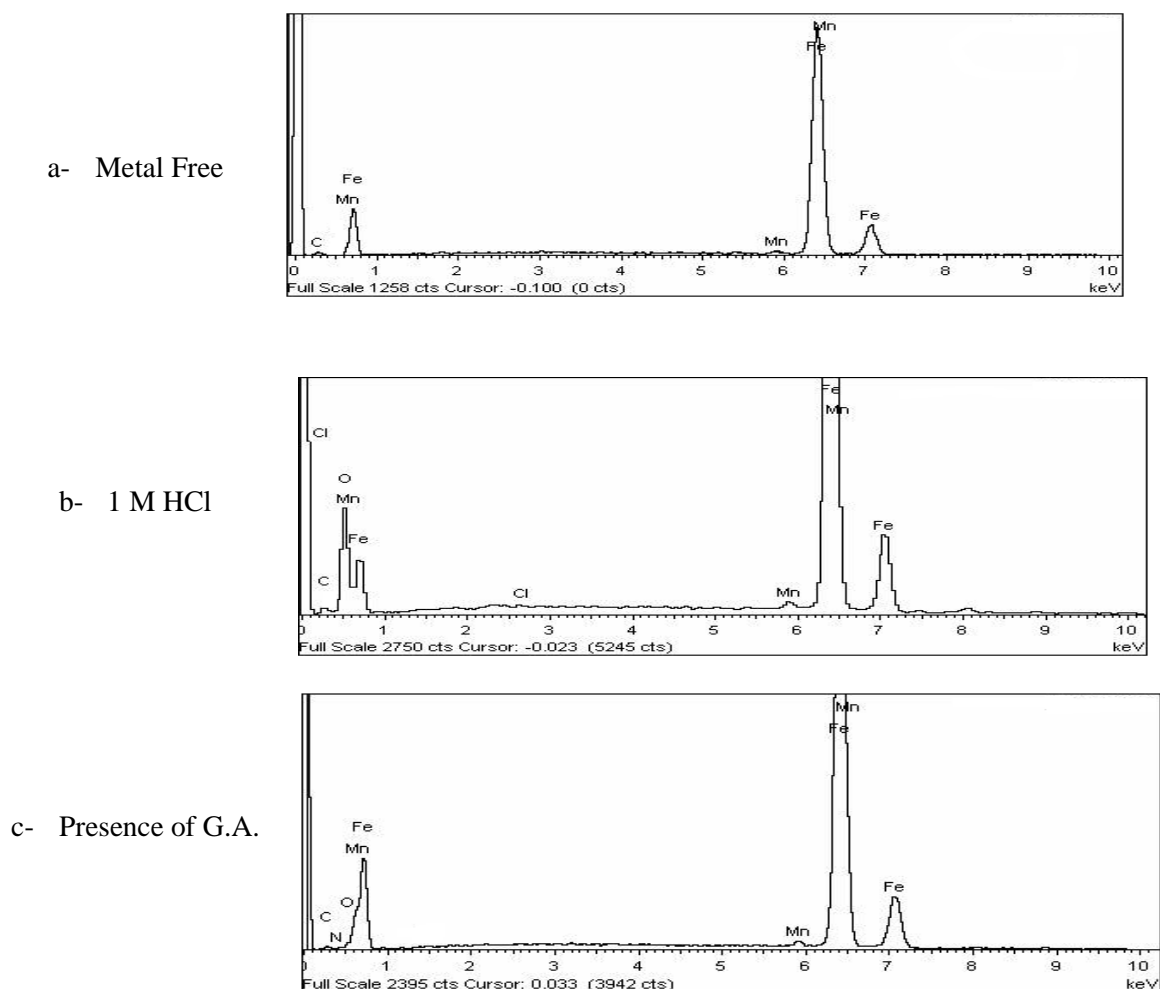 a- Metal Free
Mn
Fe
Fe
Mn
C
Mn
Fe
0 1 2 3 4 5 6 7 8 9 10
Full Scale 1258 cts Cursor: -0.100 (0 cts) keV
b- 1 M HCl
Fe
Mn
Cl
O
Mn
Fe
C
Cl
Mn
Fe
0 1 2 3 4 5 6 7 8 9 10
Full Scale 2750 cts Cursor: -0.023 (5245 cts) keV
c- Presence of G.A.
Mn
Fe
Fe
Mn
O
C
N
Mn
Fe
0 1 2 3 4 5 6 7 8 9 10
Full Scale 2395 cts Cursor: 0.033 (3942 cts) keV